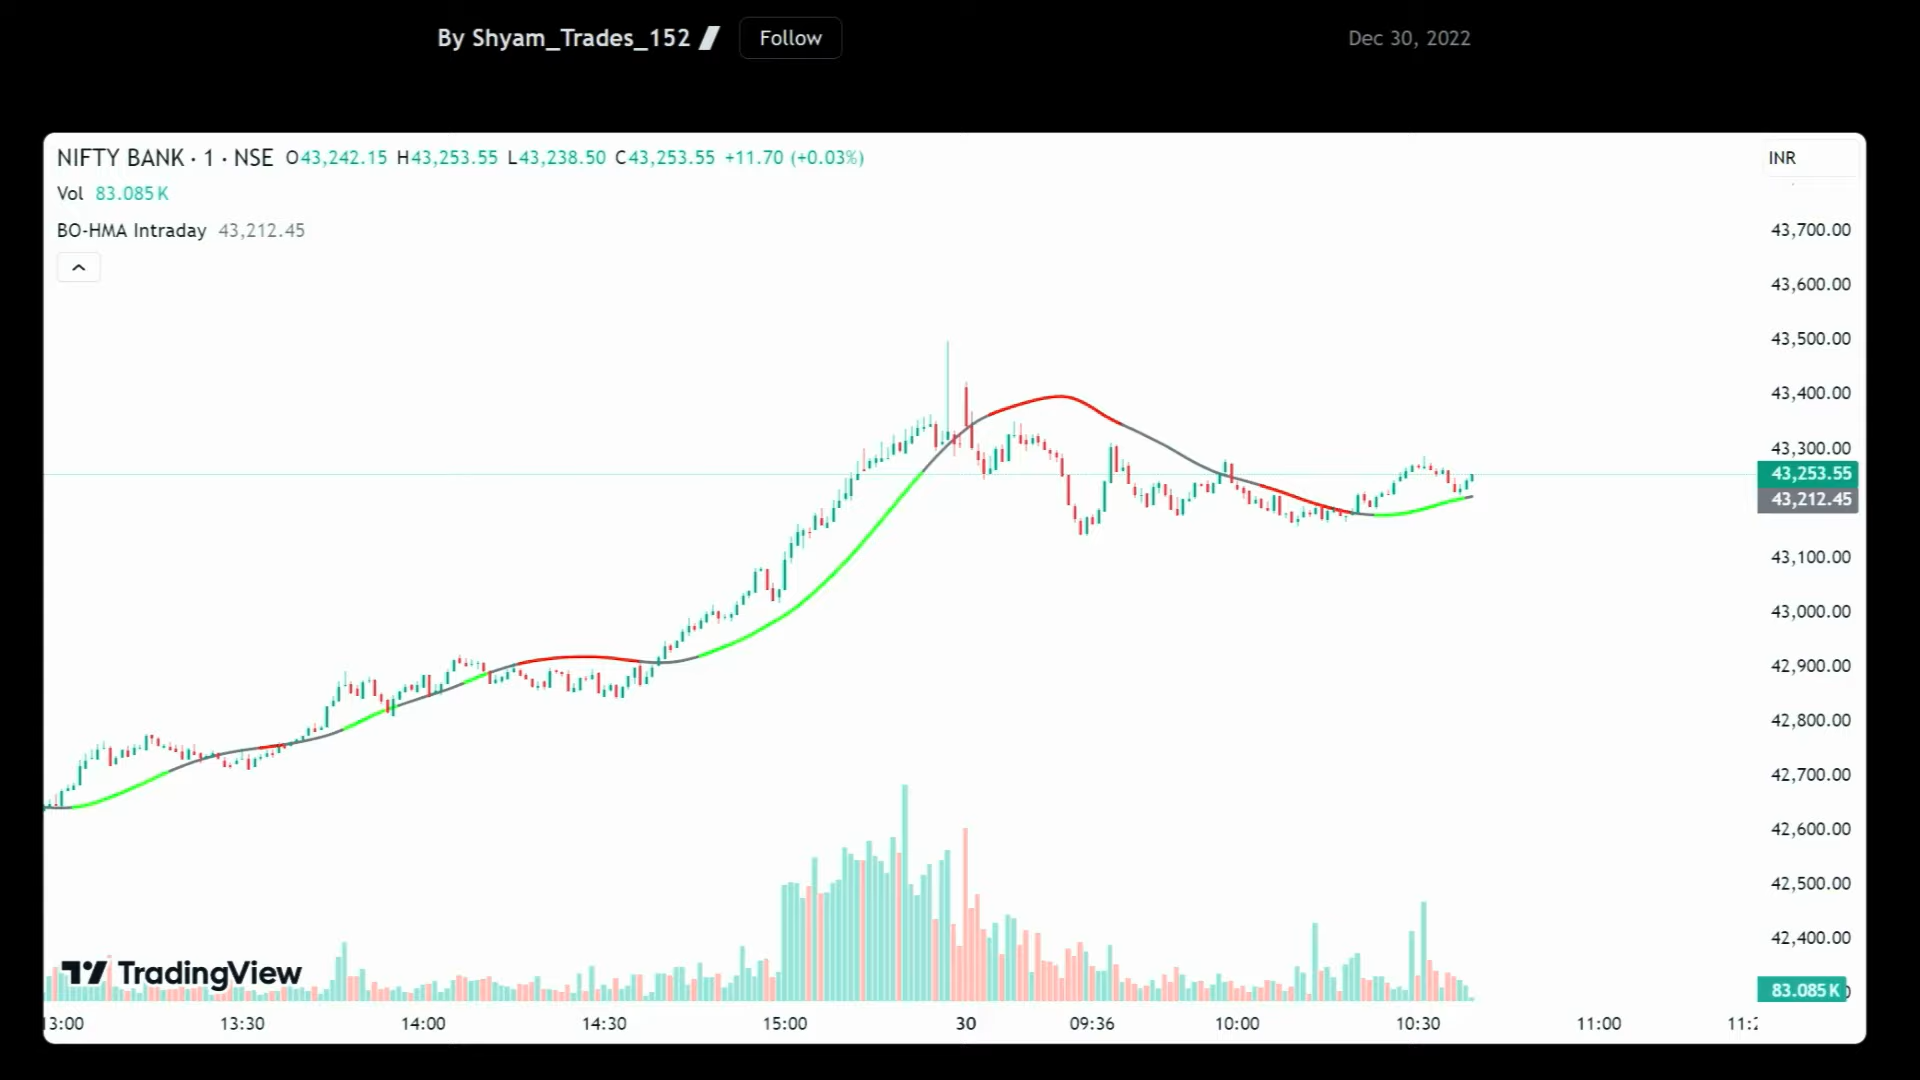 By Shyam_Trades_152 Follow Dec 30, 2022
NIFTY BANK · 1 · NSE O43,242.15 H43,253.55 L43,238.50 C43,253.55 +11.70 (+0.03%) INR
Vol 83.085K
BO-HMA Intraday 43,212.45
43,700.00
43,600.00
43,500.00
43,400.00
43,300.00
43,253.55
43,212.45
43,100.00
43,000.00
42,900.00
42,800.00
42,700.00
42,600.00
42,500.00
42,400.00
TradingView
83.085K
13:00 13:30 14:00 14:30 15:00 30 09:36 10:00 10:30 11:00